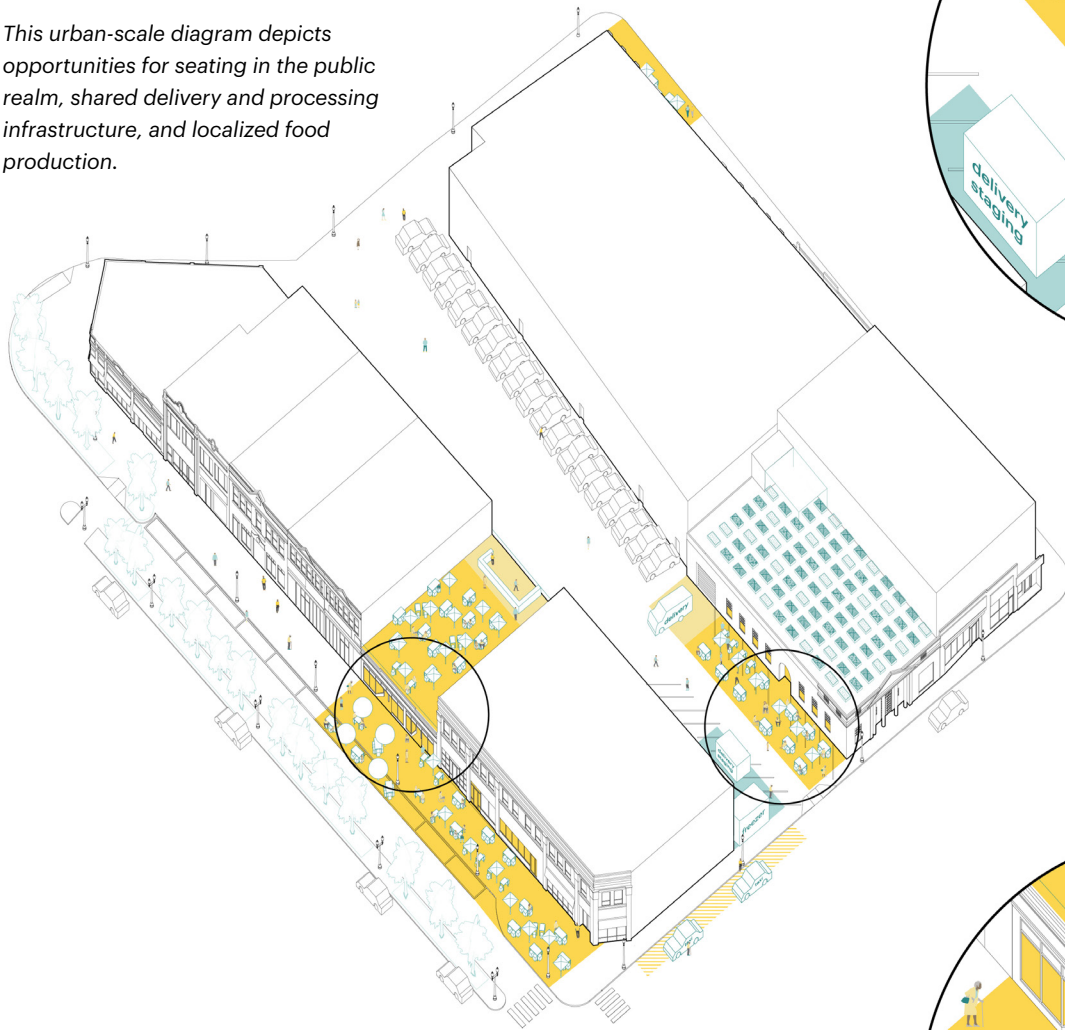 This urban-scale diagram depicts
opportunities for seating in the public
realm, shared delivery and processing
infrastructure, and localized food
production.
delivery
staging
delivery
freezer